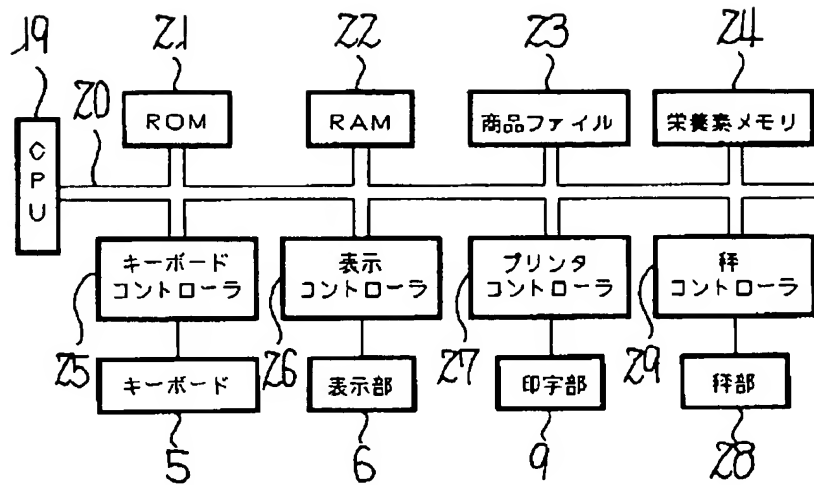 19
21
22
23
24
20
CPU
ROM
RAM
商品ファイル
栄養素メモリ
キーボード
コントローラ
表示
コントローラ
プリンタ
コントローラ
秤
コントローラ
25
26
27
29
キーボード
表示部
印字部
秤部
5
6
9
28